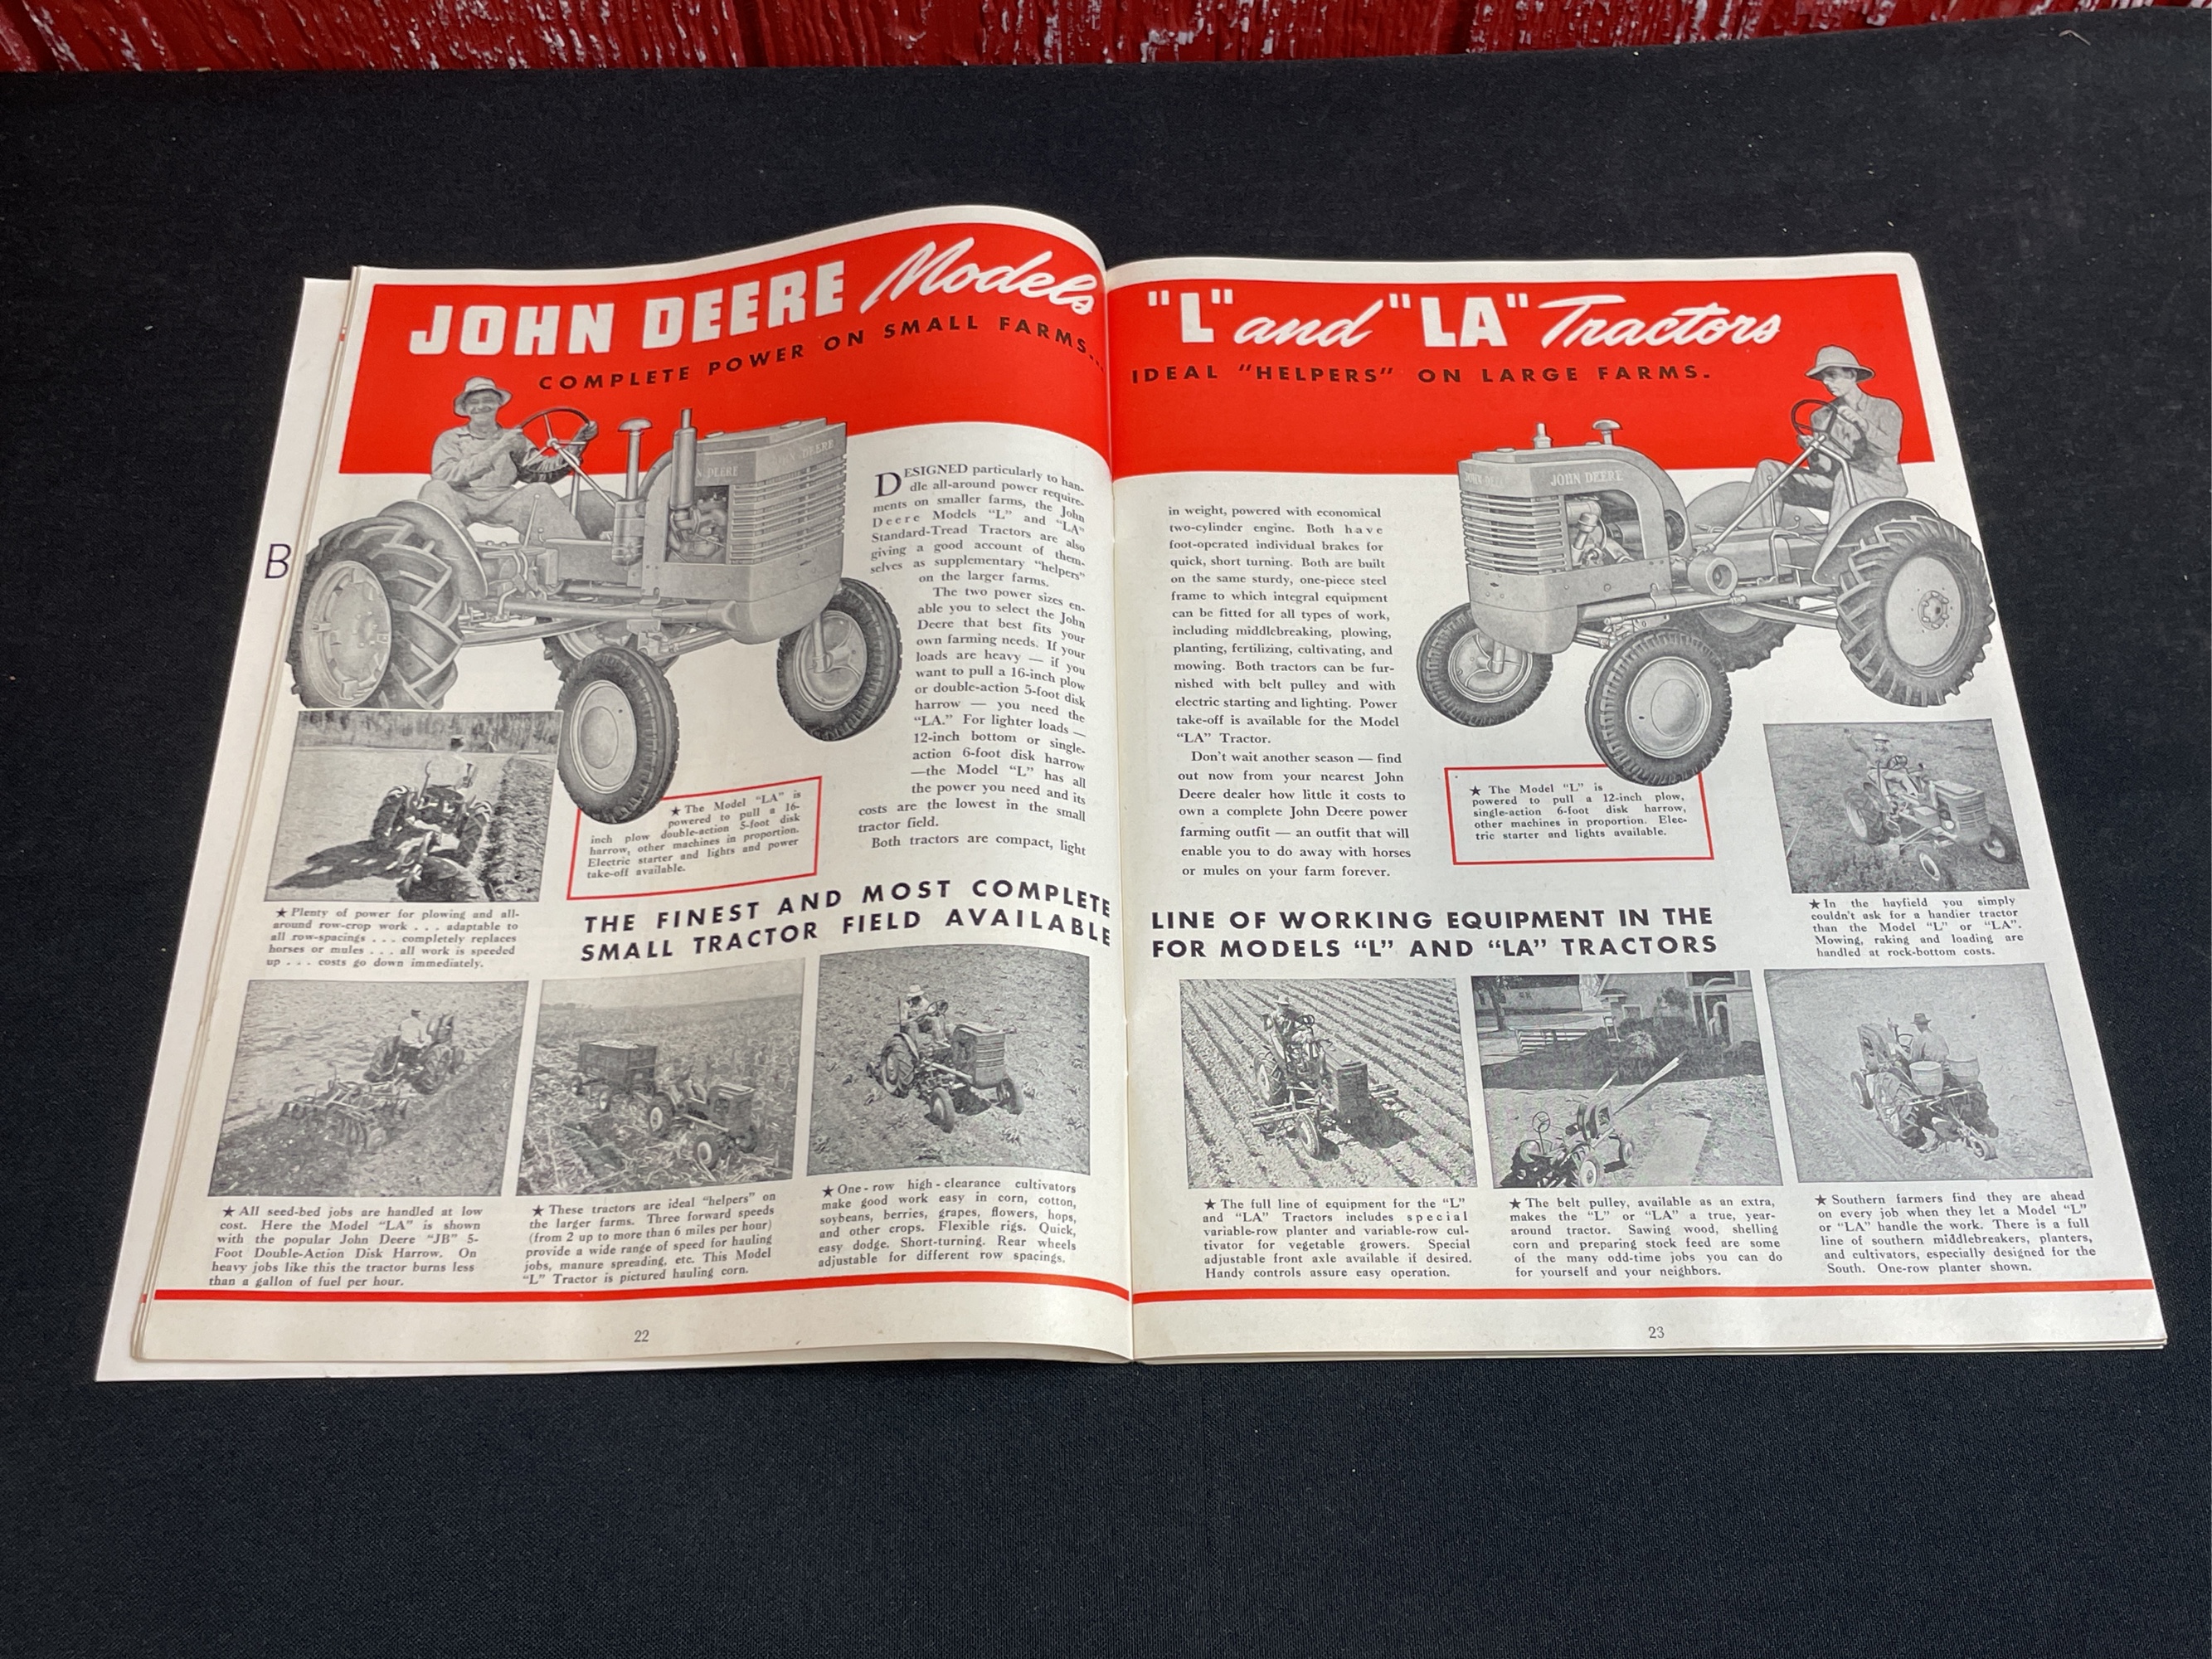 JOHN DEERE Models
COMPLETE POWER ON SMALL FARMS...
JOHN DEERE
DESIGNED particularly to han-
dle all-around power require-
ments on smaller farms, the John
Deere Models "L" and "LA"
Standard-Tread Tractors are also
giving a good account of them-
selves as supplementary "helpers"
on the larger farms.
The two power sizes en-
able you to select the John
Deere that best fits your
own farming needs. If your
loads are heavy — if you
want to pull a 16-inch plow
or double-action 5-foot disk
harrow — you need the
"LA." For lighter loads —
12-inch bottom or single-
action 6-foot disk harrow
—the Model "L" has all
the power you need and its
costs are the lowest in the small
tractor field.
Both tractors are compact, light
B
★ The Model "LA" is
powered to pull a 16-
inch plow double-action 5-foot disk
harrow, other machines in proportion.
Electric starter and lights and power
take-off available.
★ Plenty of power for plowing and all-
around row-crop work . . . adaptable to
all row-spacings . . . completely replaces
horses or mules . . . all work is speeded
up . . . costs go down immediately.
THE FINEST AND MOST COMPLETE
SMALL TRACTOR FIELD AVAILABLE
★ All seed-bed jobs are handled at low
cost. Here the Model "LA" is shown
with the popular John Deere "JB" 5-
Foot Double-Action Disk Harrow. On
heavy jobs like this the tractor burns less
than a gallon of fuel per hour.
★ These tractors are ideal "helpers" on
the larger farms. Three forward speeds
(from 2 up to more than 6 miles per hour)
provide a wide range of speed for hauling
jobs, manure spreading, etc. This Model
"L" Tractor is pictured hauling corn.
★ One-row high-clearance cultivators
make good work easy in corn, cotton,
soybeans, berries, grapes, flowers, hops,
and other crops. Flexible rigs. Quick,
easy dodge. Short-turning. Rear wheels
adjustable for different row spacings.
22
"L" and "LA" Tractors
IDEAL "HELPERS" ON LARGE FARMS.
JOHN DEERE
in weight, powered with economical
two-cylinder engine. Both have
foot-operated individual brakes for
quick, short turning. Both are built
on the same sturdy, one-piece steel
frame to which integral equipment
can be fitted for all types of work,
including middlebreaking, plowing,
planting, fertilizing, cultivating, and
mowing. Both tractors can be fur-
nished with belt pulley and with
electric starting and lighting. Power
take-off is available for the Model
"LA" Tractor.
Don't wait another season — find
out now from your nearest John
Deere dealer how little it costs to
own a complete John Deere power
farming outfit — an outfit that will
enable you to do away with horses
or mules on your farm forever.
★ The Model "L" is
powered to pull a 12-inch plow,
single-action 6-foot disk harrow,
other machines in proportion. Elec-
tric starter and lights available.
★ In the hayfield you simply
couldn't ask for a handier tractor
than the Model "L" or "LA".
Mowing, raking and loading are
handled at rock-bottom costs.
LINE OF WORKING EQUIPMENT IN THE
FOR MODELS "L" AND "LA" TRACTORS
★ The full line of equipment for the "L"
and "LA" Tractors includes special
variable-row planter and variable-row cul-
tivator for vegetable growers. Special
adjustable front axle available if desired.
Handy controls assure easy operation.
★ The belt pulley, available as an extra,
makes the "L" or "LA" a true, year-
around tractor. Sawing wood, shelling
corn and preparing stock feed are some
of the many odd-time jobs you can do
for yourself and your neighbors.
★ Southern farmers find they are ahead
on every job when they let a Model "L"
or "LA" handle the work. There is a full
line of southern middlebreakers, planters,
and cultivators, especially designed for the
South. One-row planter shown.
23